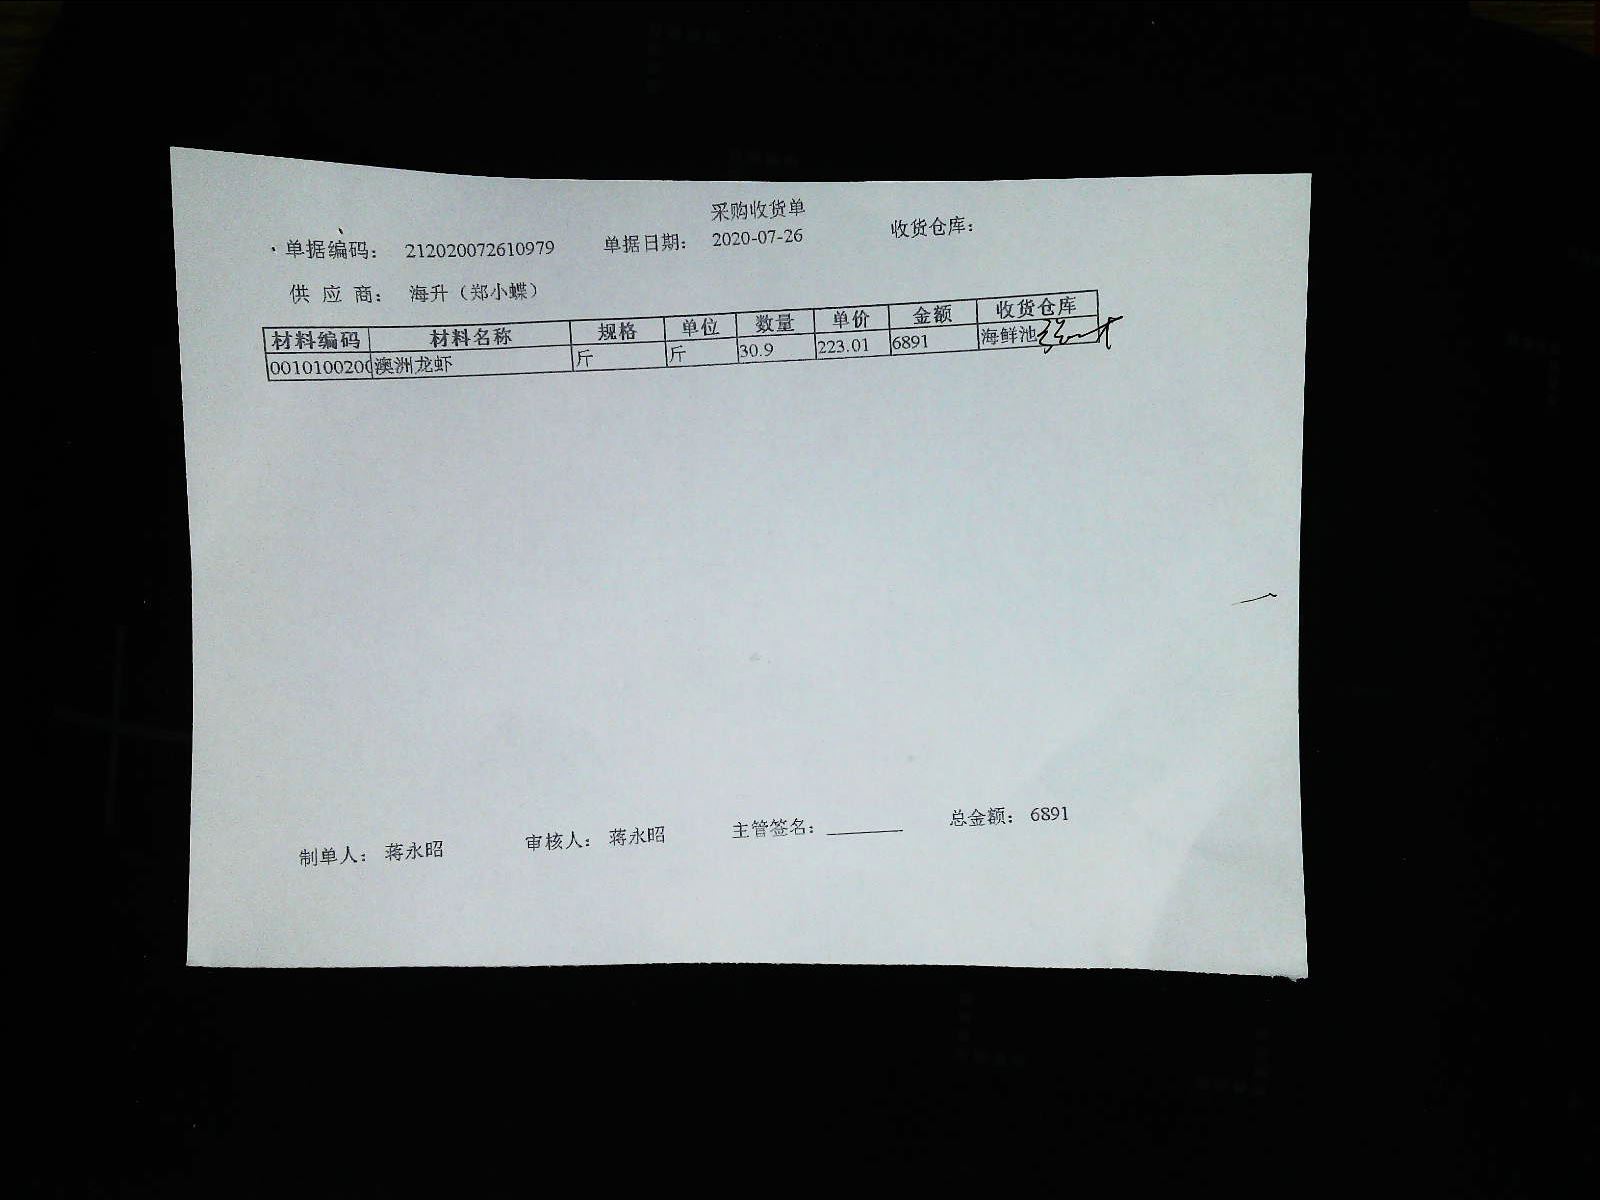 采购收货单
单据编码： 212020072610979 单据日期： 2020-07-26 收货仓库：
供 应 商： 海升（郑小蝶）
材料编码 材料名称 规格 单位 数量 单价 金额 收货仓库
0010100200 澳洲龙虾 斤 斤 30.9 223.01 6891 海鲜池
制单人： 蒋永昭 审核人： 蒋永昭 主管签名： 总金额： 6891